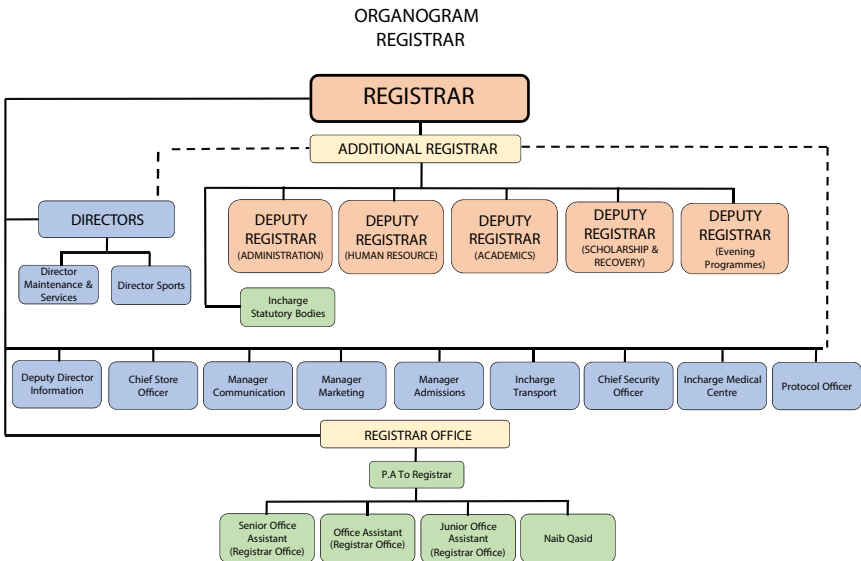 ORGANOGRAM
REGISTRAR
REGISTRAR
ADDITIONAL REGISTRAR
DIRECTORS
Director
Maintenance &
Services
Director Sports
DEPUTY
REGISTRAR
(ADMINISTRATION)
DEPUTY
REGISTRAR
(HUMAN RESOURCE)
DEPUTY
REGISTRAR
(ACADEMICS)
DEPUTY
REGISTRAR
(SCHOLARSHIP &
RECOVERY)
DEPUTY
REGISTRAR
(Evening
Programmes)
Incharge
Statutory Bodies
Deputy Director
Information
Chief Store
Officer
Manager
Communication
Manager
Marketing
Manager
Admissions
Incharge
Transport
Chief Security
Officer
Incharge Medical
Centre
Protocol Officer
REGISTRAR OFFICE
P.A To Registrar
Senior Office
Assistant
(Registrar Office)
Office Assistant
(Registrar Office)
Junior Office
Assistant
(Registrar Office)
Naib Qasid